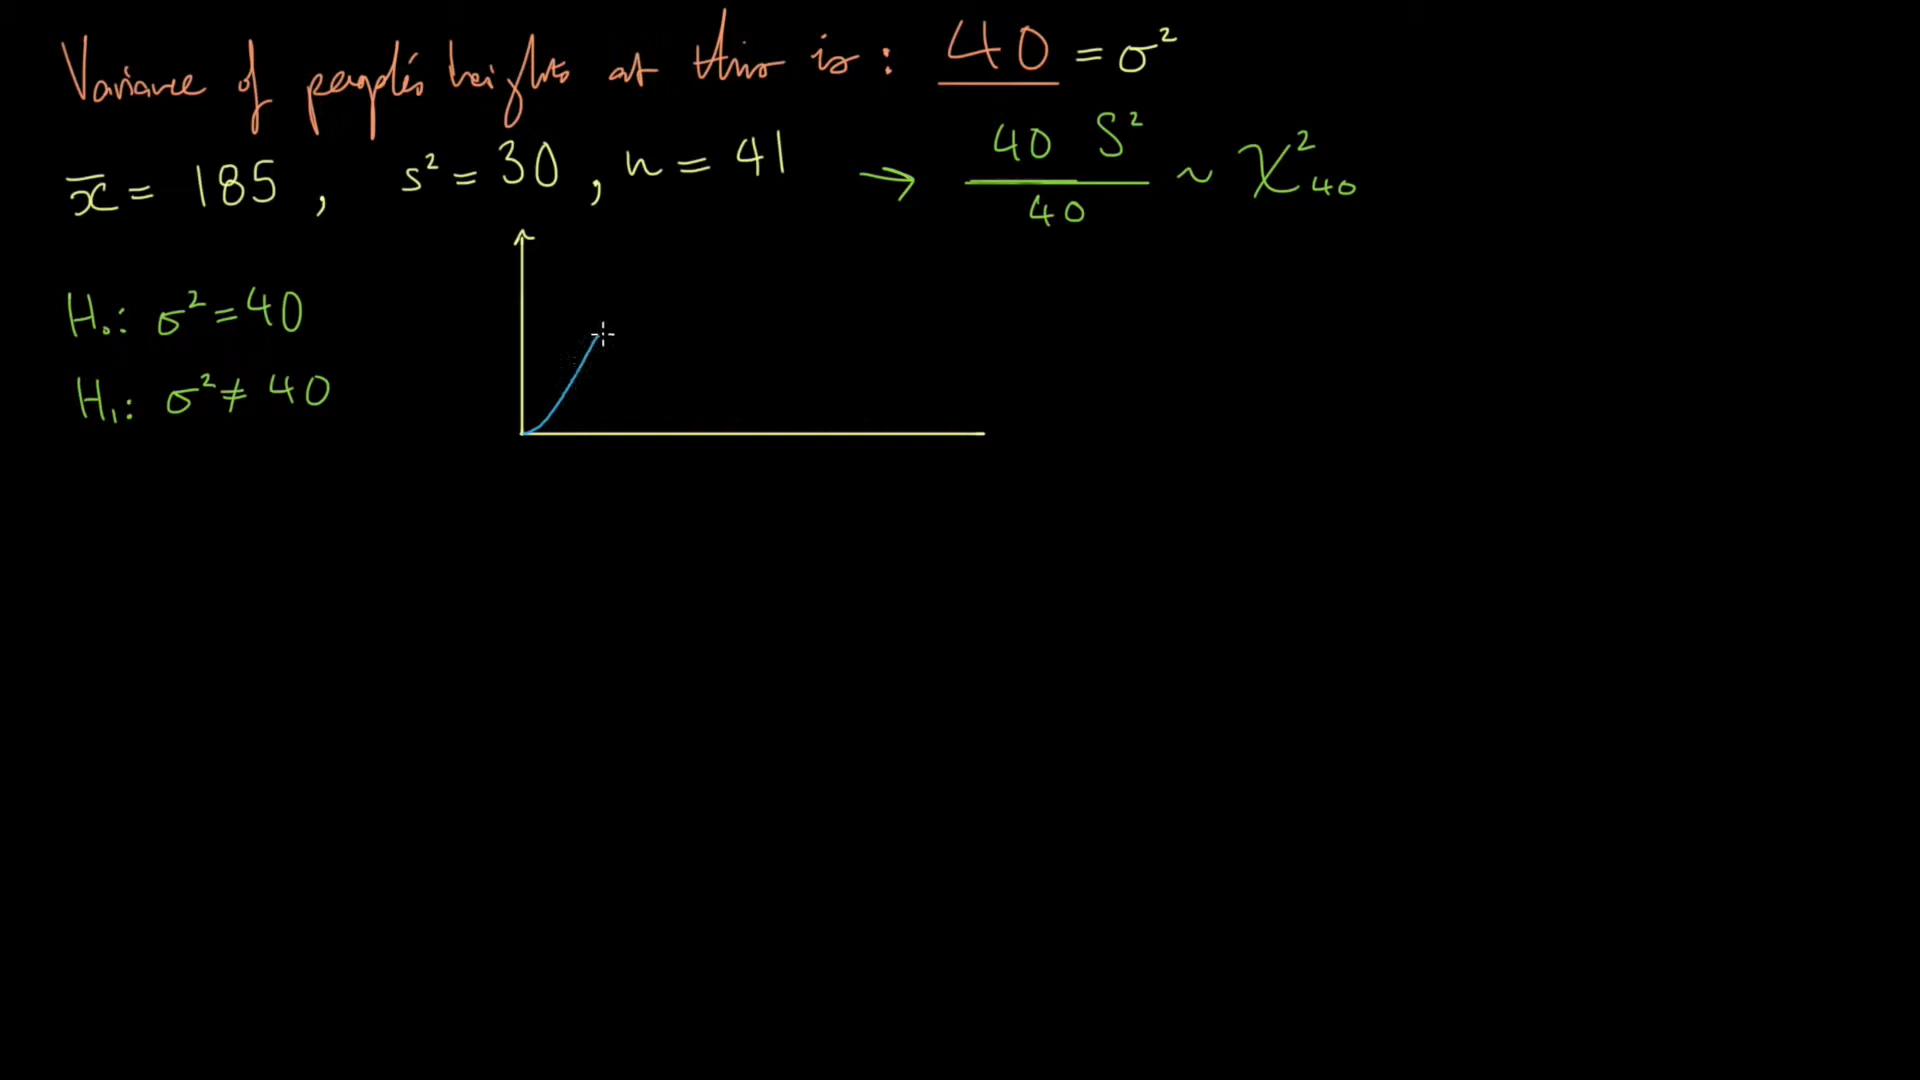 Variance of people's heights at this is: 40 = σ²
x̄ = 185, s² = 30, n = 41 → 40 S² / 40 ~ χ²₄₀
H₀: σ² = 40
H₁: σ² ≠ 40